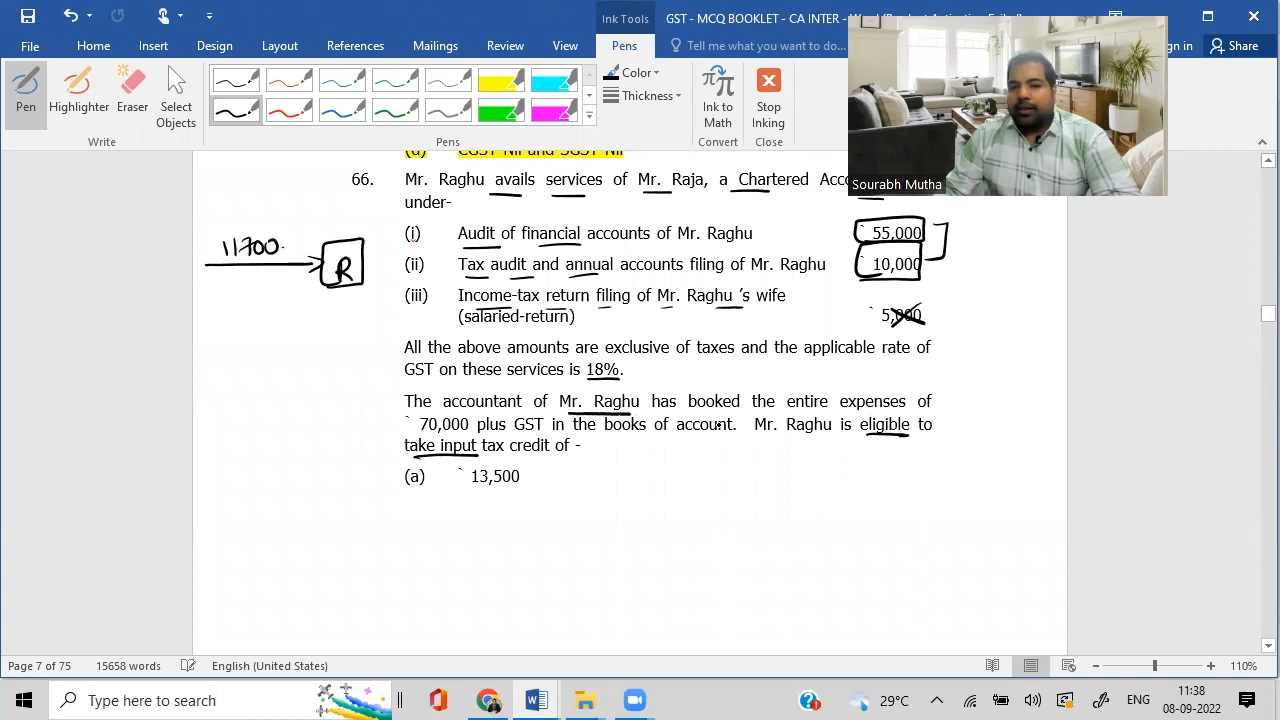 Ink Tools
GST - MCQ BOOKLET - CA INTER -
File
Home
Insert
Design
Layout
References
Mailings
Review
View
Pens
Tell me what you want to do...
Share
Pen
Highlighter
Eraser
Select Objects
Color
Thickness
Ink to Math
Stop Inking
Write
Pens
Convert
Close
Sourabh Mutha
66. Mr. Raghu avails services of Mr. Raja, a Chartered
under-
(i) Audit of financial accounts of Mr. Raghu ` 55,000
(ii) Tax audit and annual accounts filing of Mr. Raghu ` 10,000
(iii) Income-tax return filing of Mr. Raghu 's wife
(salaried-return) ` 5,000
All the above amounts are exclusive of taxes and the applicable rate of
GST on these services is 18%.
The accountant of Mr. Raghu has booked the entire expenses of
` 70,000 plus GST in the books of account. Mr. Raghu is eligible to
take input tax credit of -
(a) ` 13,500
11700
R
Page 7 of 75
15658 words
English (United States)
110%
Type here to search
29°C
ENG
11:38
08-09-2022